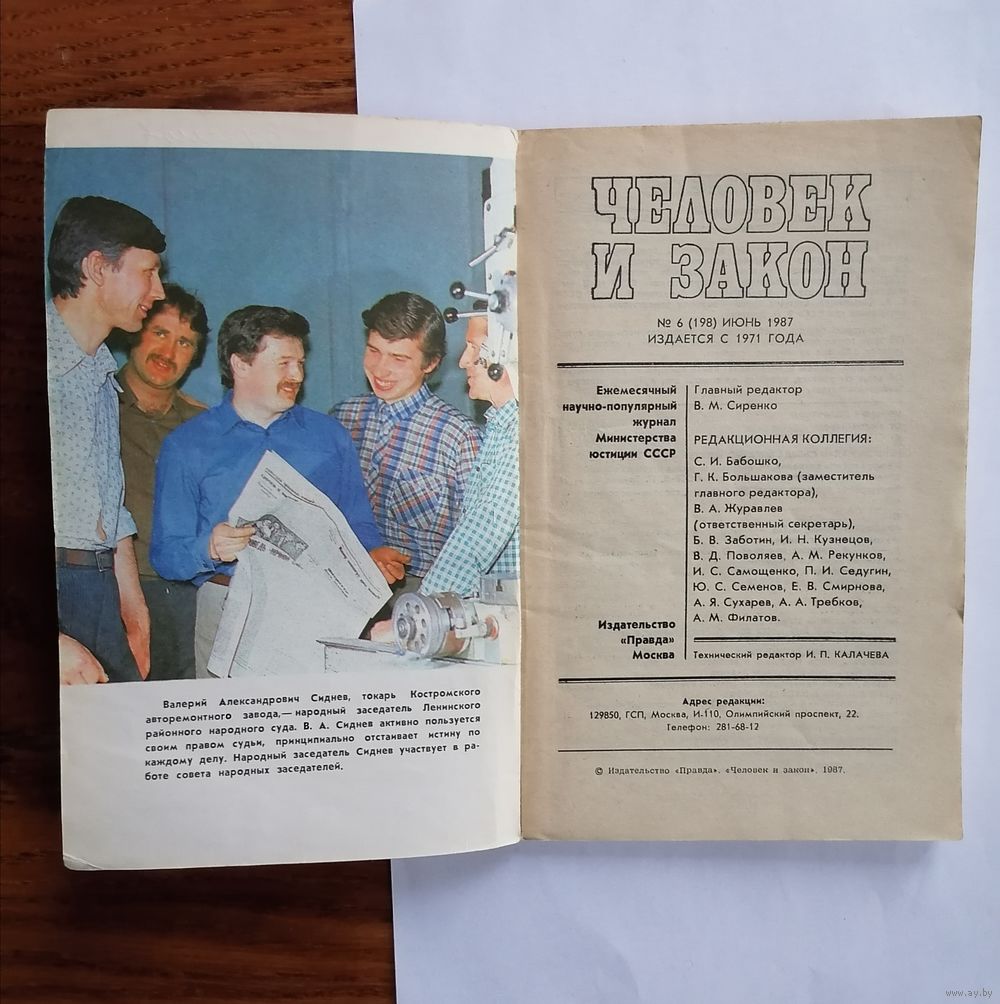 Валерий Александрович Сиднев, токарь Костромского
авторемонтного завода,— народный заседатель Ленинского
районного народного суда. В. А. Сиднев активно пользуется
своим правом судьи, принципиально отстаивает истину по
каждому делу. Народный заседатель Сиднев участвует в ра-
боте совета народных заседателей.
ЧЕЛОВЕК
И ЗАКОН
№ 6 (198) ИЮНЬ 1987
ИЗДАЕТСЯ С 1971 ГОДА
Ежемесячный
научно-популярный
журнал
Министерства
юстиции СССР
Издательство
«Правда»
Москва
Главный редактор
В. М. Сиренко
РЕДАКЦИОННАЯ КОЛЛЕГИЯ:
С. И. Бабошко,
Г. К. Большакова (заместитель
главного редактора),
В. А. Журавлев
(ответственный секретарь),
Б. В. Заботин, И. Н. Кузнецов,
В. Д. Поволяев, А. М. Рекунков,
И. С. Самощенко, П. И. Седугин,
Ю. С. Семенов, Е. В. Смирнова,
А. Я. Сухарев, А. А. Требков,
А. М. Филатов.
Технический редактор И. П. КАЛАЧЕВА
Адрес редакции:
129850, ГСП, Москва, И-110, Олимпийский проспект, 22.
Телефон: 281-68-12
© Издательство «Правда». «Человек и закон». 1987.
www.ay.by